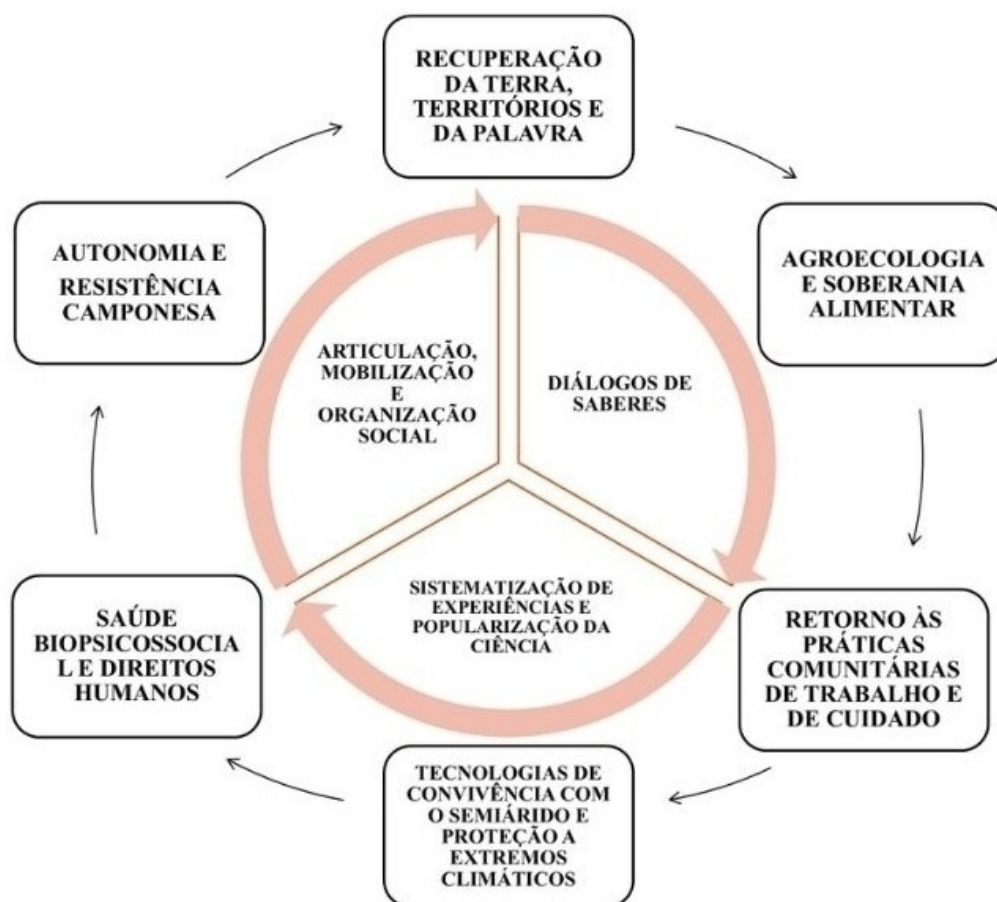 RECUPERAÇÃO
DA TERRA,
TERRITÓRIOS E
DA PALAVRA
AGROECOLOGIA
E SOBERANIA
ALIMENTAR
RETORNO ÀS
PRÁTICAS
COMUNITÁRIAS
DE TRABALHO E
DE CUIDADO
TECNOLOGIAS DE
CONVIVÊNCIA COM
O SEMIÁRIDO E
PROTEÇÃO A
EXTREMOS
CLIMÁTICOS
SAÚDE
BIOPSICOSSOCIA
L E DIREITOS
HUMANOS
AUTONOMIA E
RESISTÊNCIA
CAMPONESA
ARTICULAÇÃO,
MOBILIZAÇÃO
E
ORGANIZAÇÃO
SOCIAL
DIÁLOGOS DE
SABERES
SISTEMATIZAÇÃO DE
EXPERIÊNCIAS E
POPULARIZAÇÃO DA
CIÊNCIA